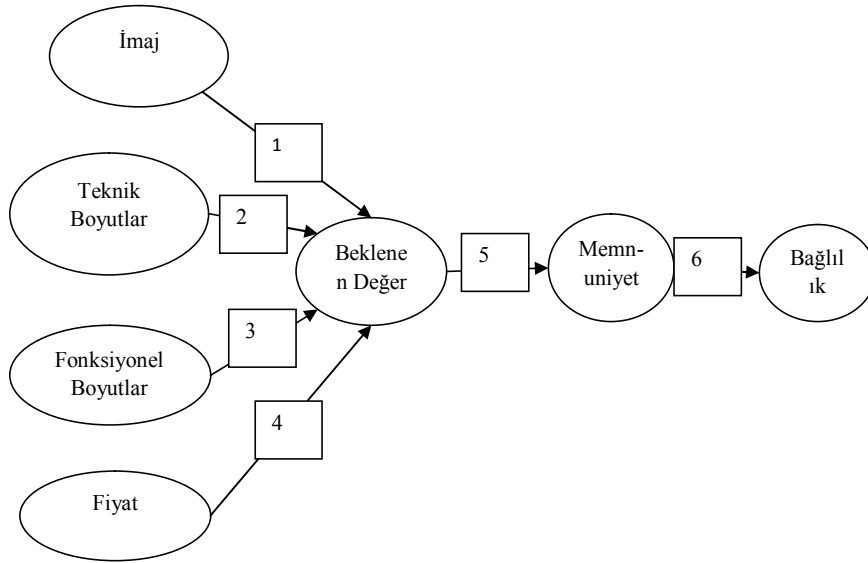 İmaj
1
Teknik
Boyutlar
2
Beklene
n Değer
5
Memn-
uniyet
6
Bağlıl
ık
3
Fonksiyonel
Boyutlar
4
Fiyat